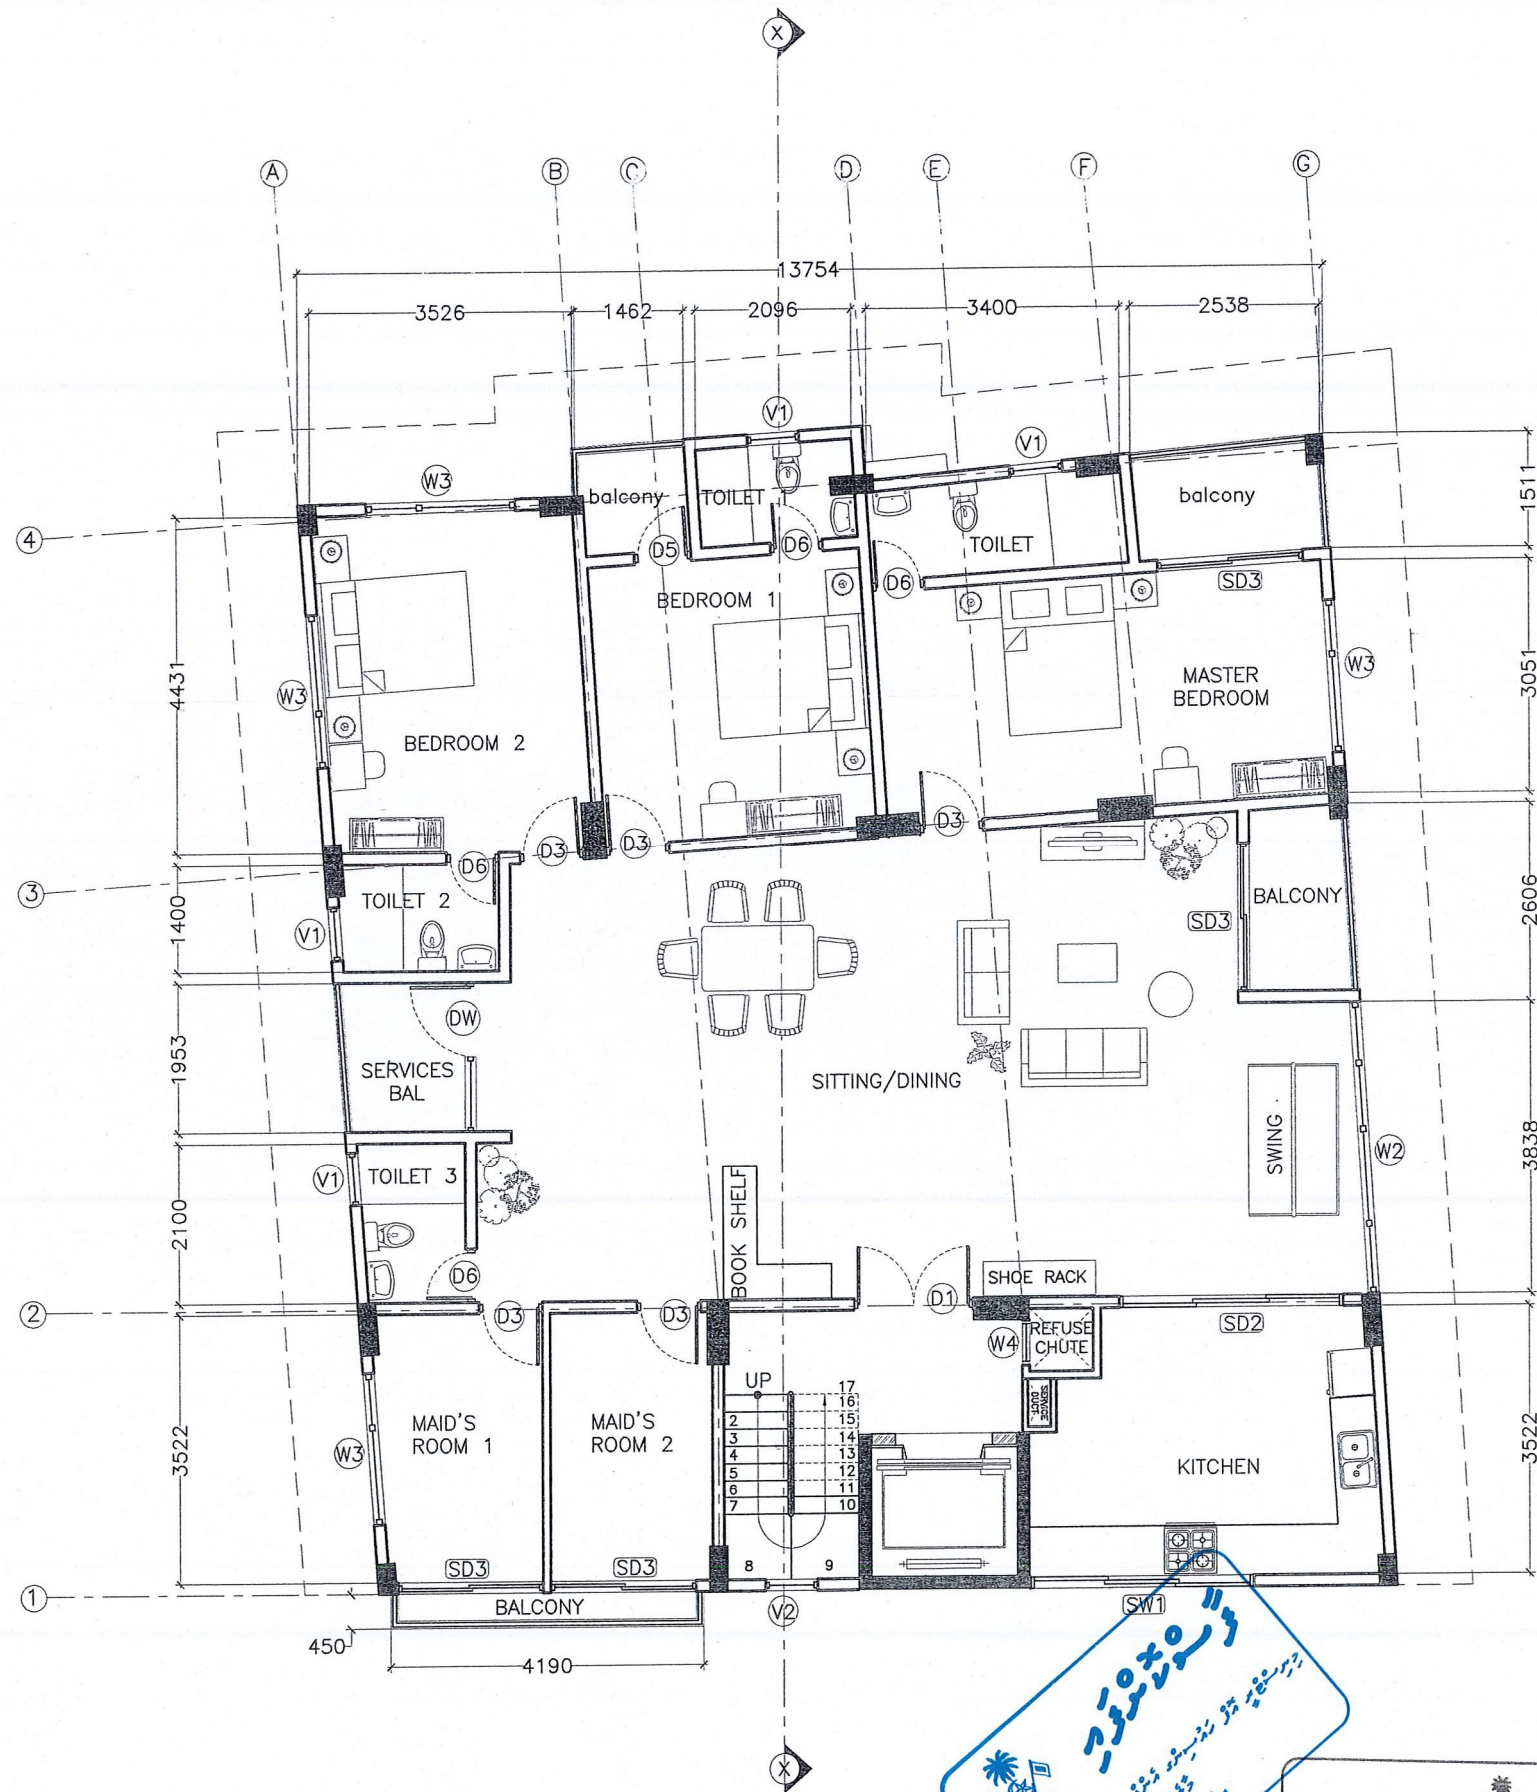 X
A
B
C
D
E
F
G
13754
3526
1462
2096
3400
2538
V1
V1
W3
4
balcony
TOILET
balcony
1511
D5
D6
TOILET
D6
SD3
BEDROOM 1
4431
W3
MASTER
BEDROOM
W3
3051
BEDROOM 2
D3
D3
D3
D6
3
TOILET 2
1400
V1
SD3
BALCONY
2606
DW
1953
SERVICES
BAL
SITTING/DINING
SWING
W2
3838
V1
TOILET 3
2100
BOOK SHELF
D6
SHOE RACK
D1
2
D3
D3
W4
REFUSE
CHUTE
SD2
UP
17
16
2
15
3
14
4
13
5
12
6
11
7
10
8
9
SERVICE
DUCT
MAID'S
ROOM 1
MAID'S
ROOM 2
W3
KITCHEN
3522
3522
SD3
SD3
1
BALCONY
V2
SW1
450
4190
X